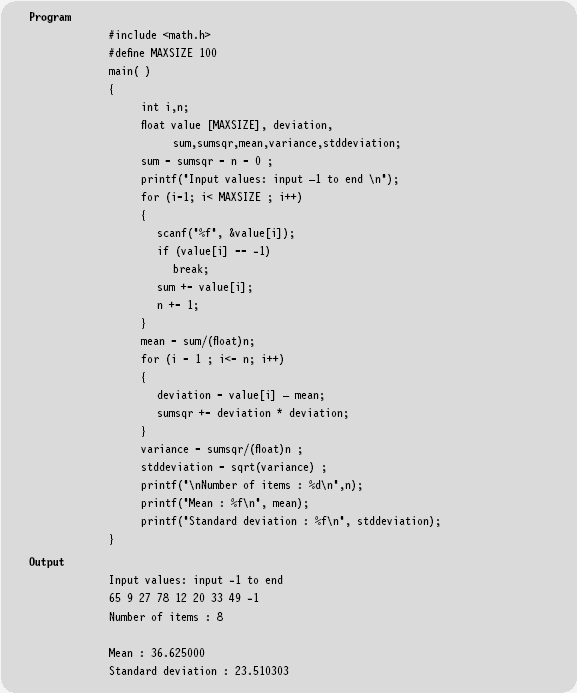 Program
#include <math.h>
#define MAXSIZE 100
main( )
{
int i,n;
float value [MAXSIZE], deviation,
sum,sumsqr,mean,variance,stddeviation;
sum = sumsqr = n = 0 ;
printf("Input values: input –1 to end \n");
for (i=1; i< MAXSIZE ; i++)
{
scanf("%f", &value[i]);
if (value[i] == -1)
break;
sum += value[i];
n += 1;
}
mean = sum/(float)n;
for (i = 1 ; i<= n; i++)
{
deviation = value[i] – mean;
sumsqr += deviation * deviation;
}
variance = sumsqr/(float)n ;
stddeviation = sqrt(variance) ;
printf("\nNumber of items : %d\n",n);
printf("Mean : %f\n", mean);
printf("Standard deviation : %f\n", stddeviation);
}
Output
Input values: input -1 to end
65 9 27 78 12 20 33 49 -1
Number of items : 8
Mean : 36.625000
Standard deviation : 23.510303